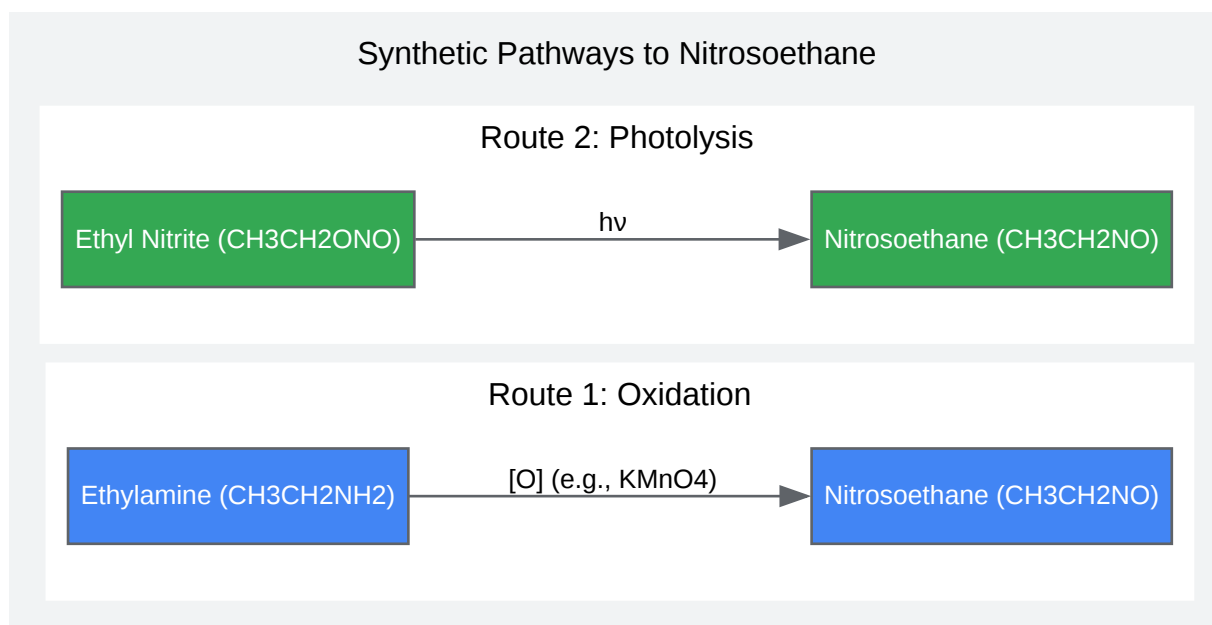 Synthetic Pathways to Nitrosoethane
Route 2: Photolysis
Ethyl Nitrite (CH3CH2ONO)
hν
Nitrosoethane (CH3CH2NO)
Route 1: Oxidation
Ethylamine (CH3CH2NH2)
[O] (e.g., KMnO4)
Nitrosoethane (CH3CH2NO)